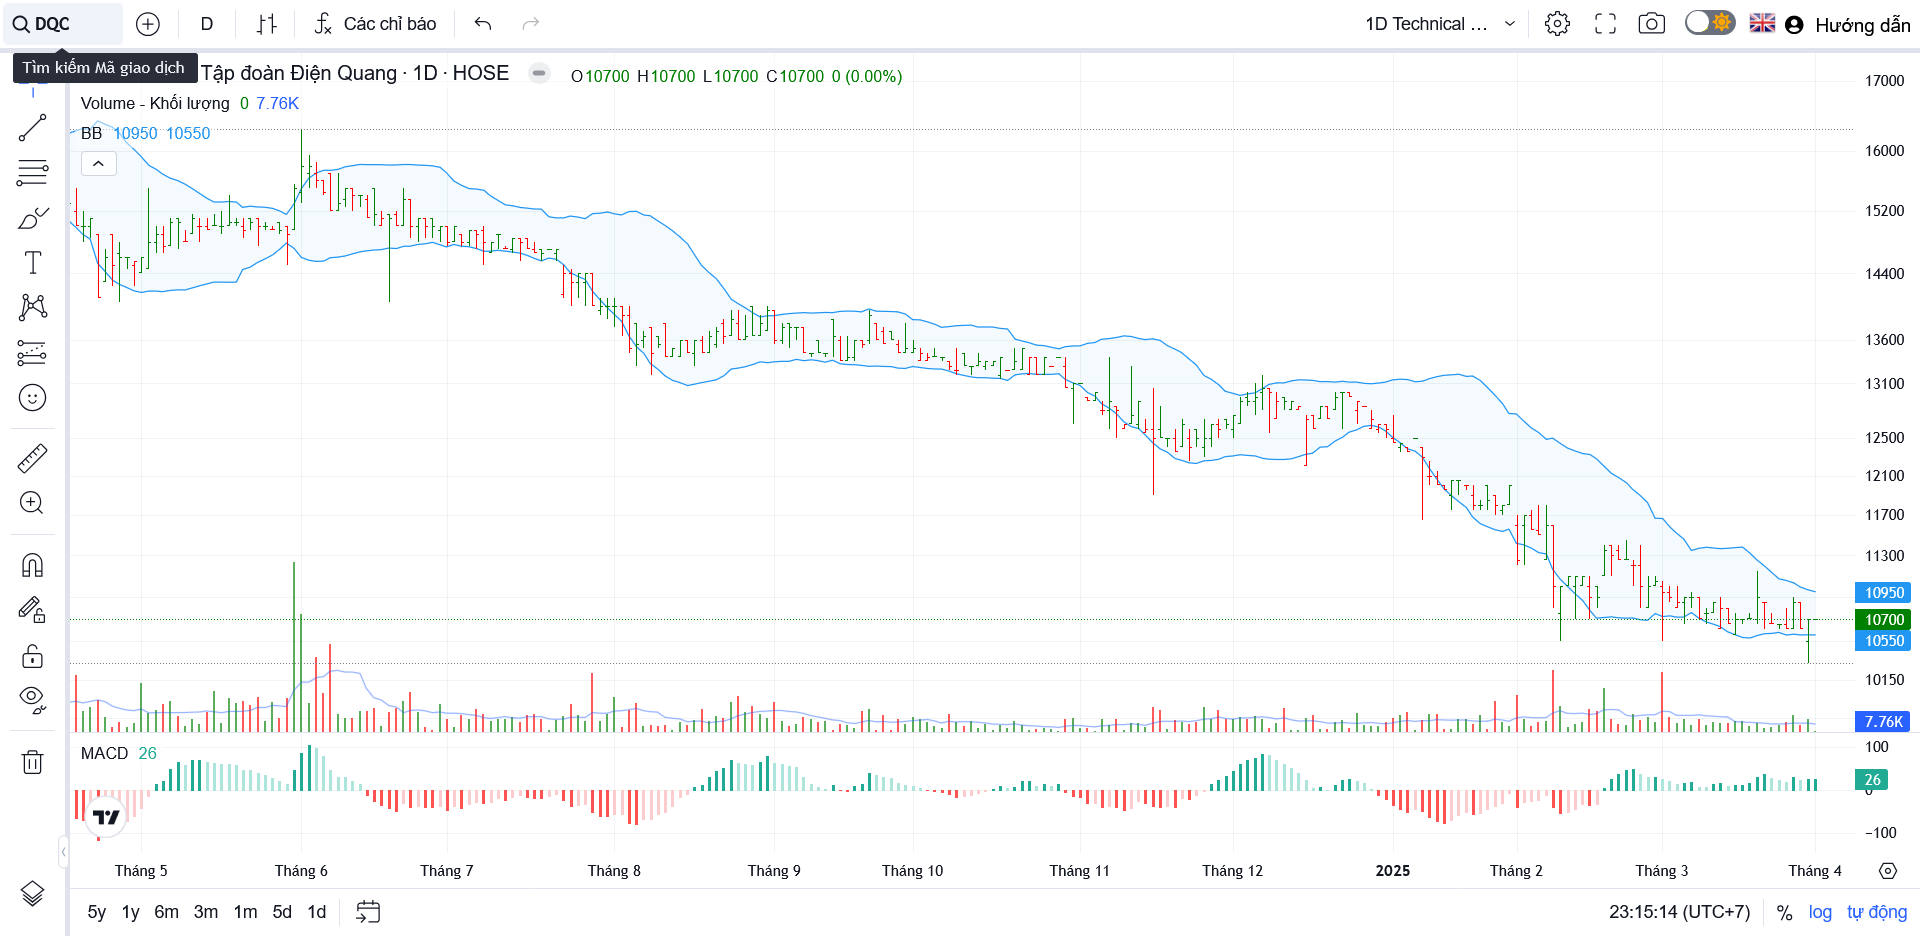 DQC
D
Các chỉ báo
1D Technical ...
Hướng dẫn
Tìm kiếm Mã giao dịch
Tập đoàn Điện Quang · 1D · HOSE
O10700 H10700 L10700 C10700 0 (0.00%)
Volume - Khối lượng 0 7.76K
BB 10950 10550
17000
16000
15200
14400
13600
13100
12500
12100
11700
11300
10950
10700
10550
10150
7.76K
MACD 26
100
26
0
−100
Tháng 5
Tháng 6
Tháng 7
Tháng 8
Tháng 9
Tháng 10
Tháng 11
Tháng 12
2025
Tháng 2
Tháng 3
Tháng 4
5y 1y 6m 3m 1m 5d 1d
23:15:14 (UTC+7)
%
log
tự động